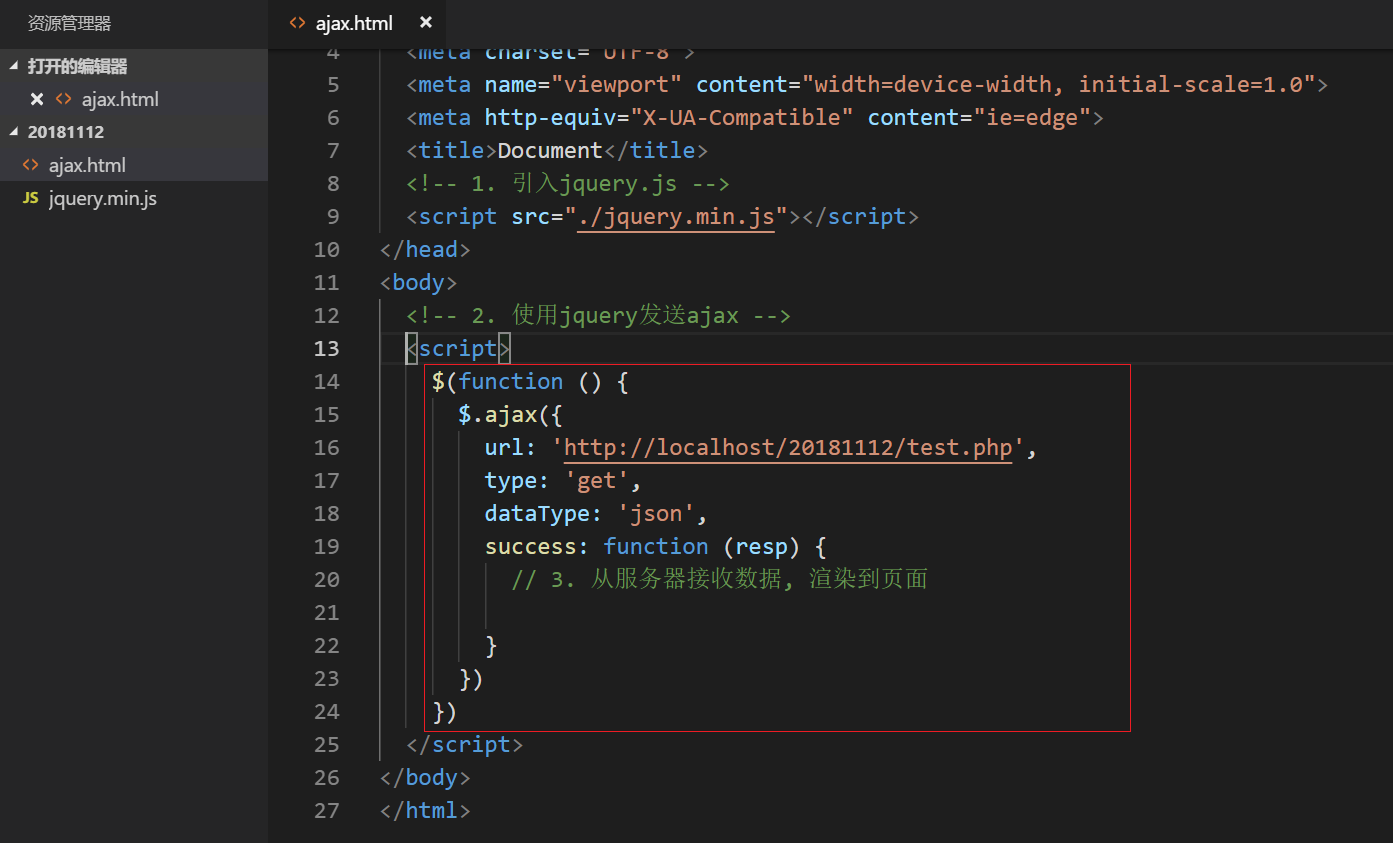 资源管理器
打开的编辑器
ajax.html
20181112
ajax.html
JS jquery.min.js
ajax.html
4 <meta charset="UTF-8">
5 <meta name="viewport" content="width=device-width, initial-scale=1.0">
6 <meta http-equiv="X-UA-Compatible" content="ie=edge">
7 <title>Document</title>
8 <!-- 1. 引入jquery.js -->
9 <script src="./jquery.min.js"></script>
10 </head>
11 <body>
12 <!-- 2. 使用jquery发送ajax -->
13 <script>
14 $(function () {
15 $.ajax({
16 url: 'http://localhost/20181112/test.php',
17 type: 'get',
18 dataType: 'json',
19 success: function (resp) {
20 // 3. 从服务器接收数据, 渲染到页面
21
22 }
23 })
24 })
25 </script>
26 </body>
27 </html>